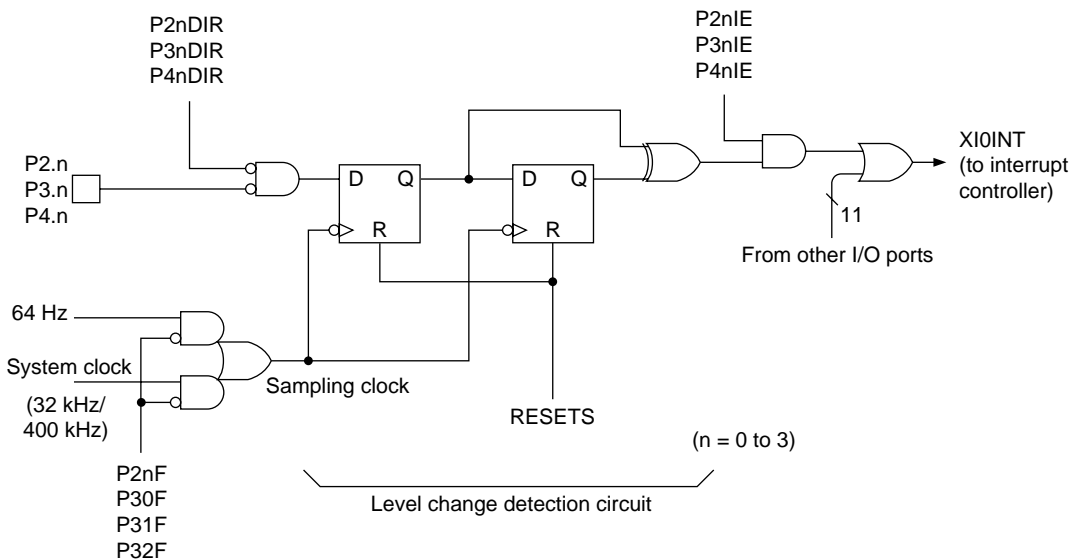 P2nDIR
P3nDIR
P4nDIR
P2nIE
P3nIE
P4nIE
P2.n
P3.n
P4.n
D Q
R
D Q
R
XI0INT
(to interrupt
controller)
11
From other I/O ports
64 Hz
System clock
(32 kHz/
400 kHz)
Sampling clock
RESETS
(n = 0 to 3)
P2nF
P30F
P31F
P32F
Level change detection circuit